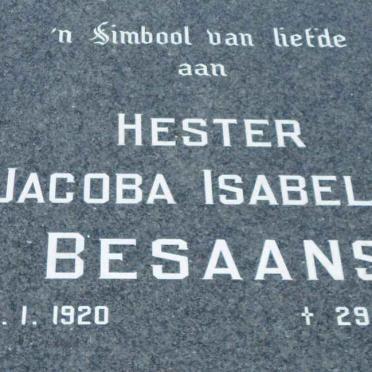 'n Simbool van liefde
aan
HESTER
JACOBA ISABEL
BESAANS
. 1. 1920 † 29